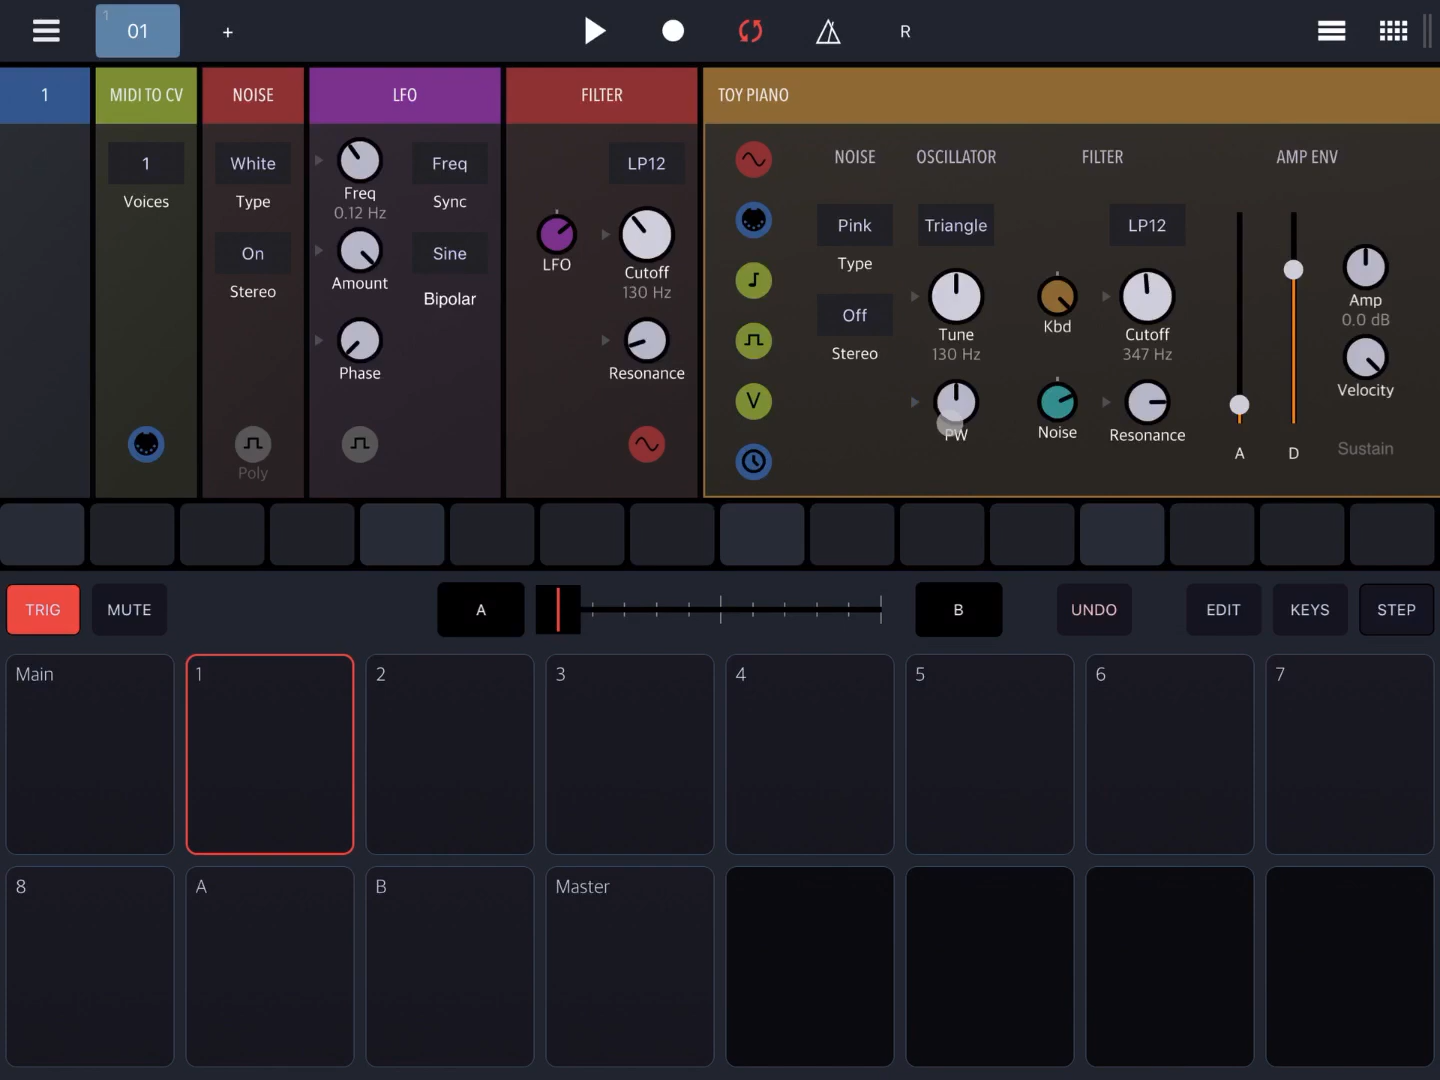 1
01
+
R
1
MIDI TO CV
NOISE
LFO
FILTER
TOY PIANO
1
Voices
White
Type
On
Stereo
Poly
Freq
0.12 Hz
Freq
Sync
Amount
Sine
Bipolar
Phase
LP12
LFO
Cutoff
130 Hz
Resonance
V
NOISE
OSCILLATOR
FILTER
AMP ENV
Pink
Type
Off
Stereo
Triangle
Tune
130 Hz
PW
Kbd
Noise
LP12
Cutoff
347 Hz
Resonance
A
D
Amp
0.0 dB
Velocity
Sustain
TRIG
MUTE
A
B
UNDO
EDIT
KEYS
STEP
Main
1
2
3
4
5
6
7
8
A
B
Master